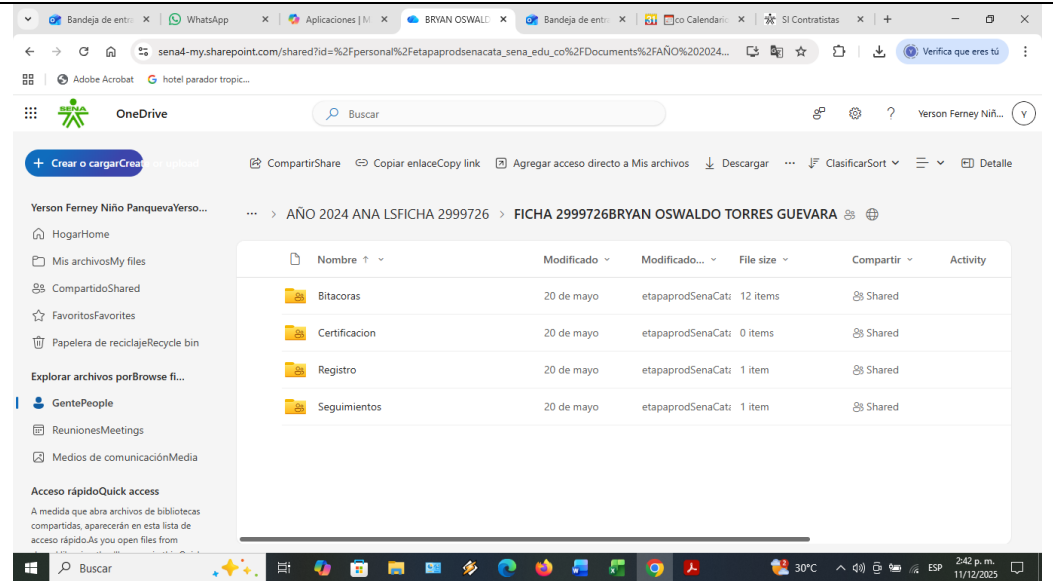 Bandeja de entr
WhatsApp
Aplicaciones | M
BRYAN OSWALD
Bandeja de entr
co Calendario
SI Contratistas
sena4-my.sharepoint.com/shared?id=%2Fpersonal%2Fetapaprodsenacata_sena_edu_co%2FDocuments%2FAÑO%202024...
Verifica que eres tú
Adobe Acrobat
hotel parador tropic...
SENA
OneDrive
Buscar
Yerson Ferney Niñ...
Y
+ Crear o cargarCreate or upload
CompartirShare
Copiar enlaceCopy link
Agregar acceso directo a Mis archivos
Descargar
...
ClasificarSort
Detalle
Yerson Ferney Niño PanquevaYerso...
HogarHome
Mis archivosMy files
CompartidoShared
FavoritosFavorites
Papelera de reciclajeRecycle bin
Explorar archivos porBrowse fi...
GentePeople
ReunionesMeetings
Medios de comunicaciónMedia
Acceso rápidoQuick access
A medida que abra archivos de bibliotecas
compartidas, aparecerán en esta lista de
acceso rápido.As you open files from
... > AÑO 2024 ANA LSFICHA 2999726 > FICHA 2999726BRYAN OSWALDO TORRES GUEVARA
Nombre ↑ Modificado Modificado... File size Compartir Activity
Bitacoras 20 de mayo etapaprodSenaCata 12 items Shared
Certificacion 20 de mayo etapaprodSenaCata 0 items Shared
Registro 20 de mayo etapaprodSenaCata 1 item Shared
Seguimientos 20 de mayo etapaprodSenaCata 1 item Shared
Buscar
30°C
ESP
2:42 p. m.
11/12/2025